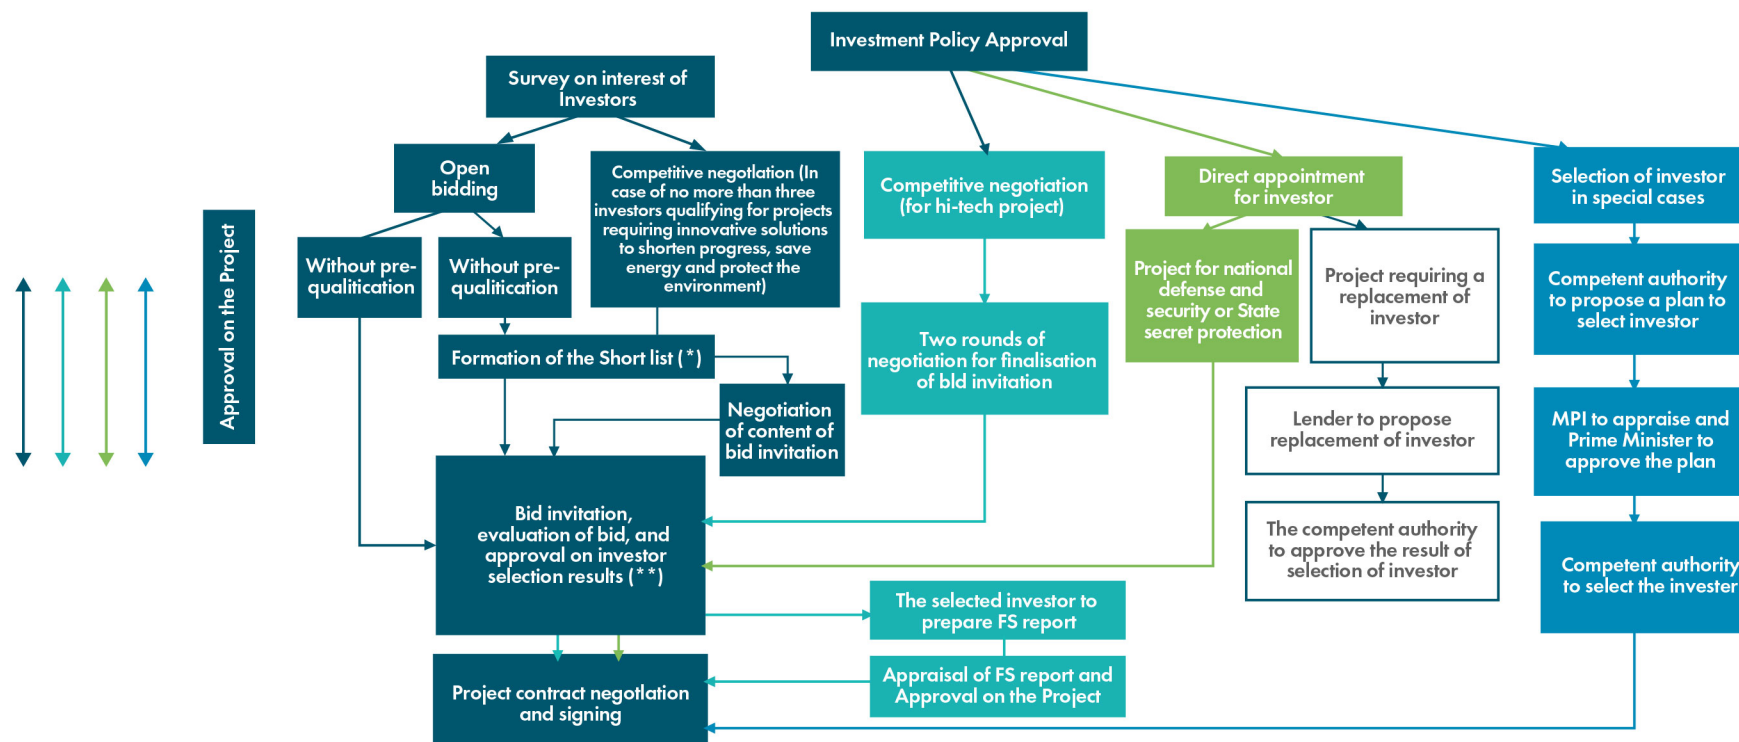 Investment Policy Approval
Survey on interest of
Investors
Open
bidding
Competitive negotlation (In
case of no more than three
investors qualifying for projects
requiring innovative solutions
to shorten progress, save
energy and protect the
environment)
Competitive negotiation
(for hi-tech project)
Direct appointment
for investor
Selection of investor
in special cases
Approval on the Project
Without pre-
qualitication
Without pre-
qualitication
Project for national
defense and
security or State
secret protection
Project requiring a
replacement of
investor
Competent authority
to propose a plan to
select investor
Formation of the Short list (*)
Two rounds of
negotiation for finalisation
of bld invitation
Negotiation
of content of
bid invitation
Lender to propose
replacement of investor
MPI to appraise and
Prime Minister to
approve the plan
Bid invitation,
evaluation of bid, and
approval on investor
selection results (**)
The competent authority
to approve the result of
selection of investor
Competent authority
to select the invester
The selected investor to
prepare FS report
Appraisal of FS report and
Approval on the Project
Project contract negotlation
and signing